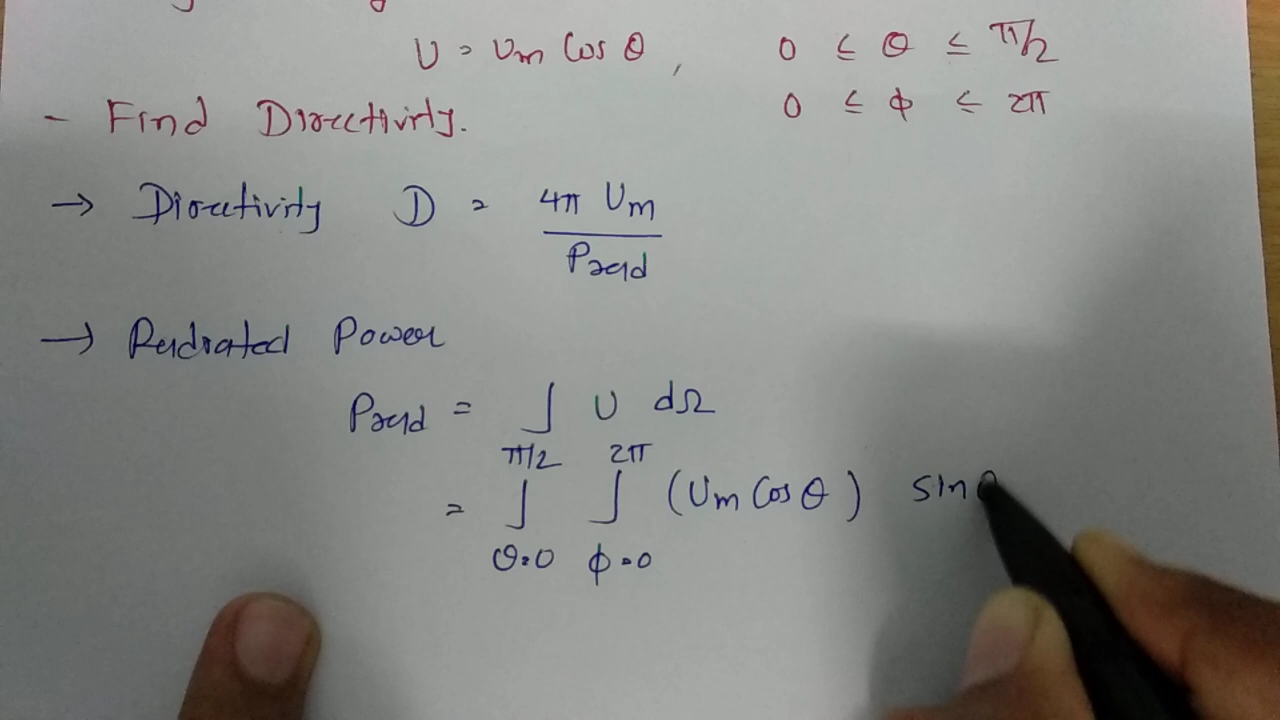 U = Um Cos θ, 0 ≤ θ ≤ π/2
- Find Directivity. 0 ≤ ϕ ≤ 2π
→ Directivity D = 4π Um / Prad
→ Radiated Power
Prad = ∫ U dΩ
π/2 2π
= ∫ ∫ (Um Cos θ) sin θ
θ=0 ϕ=0